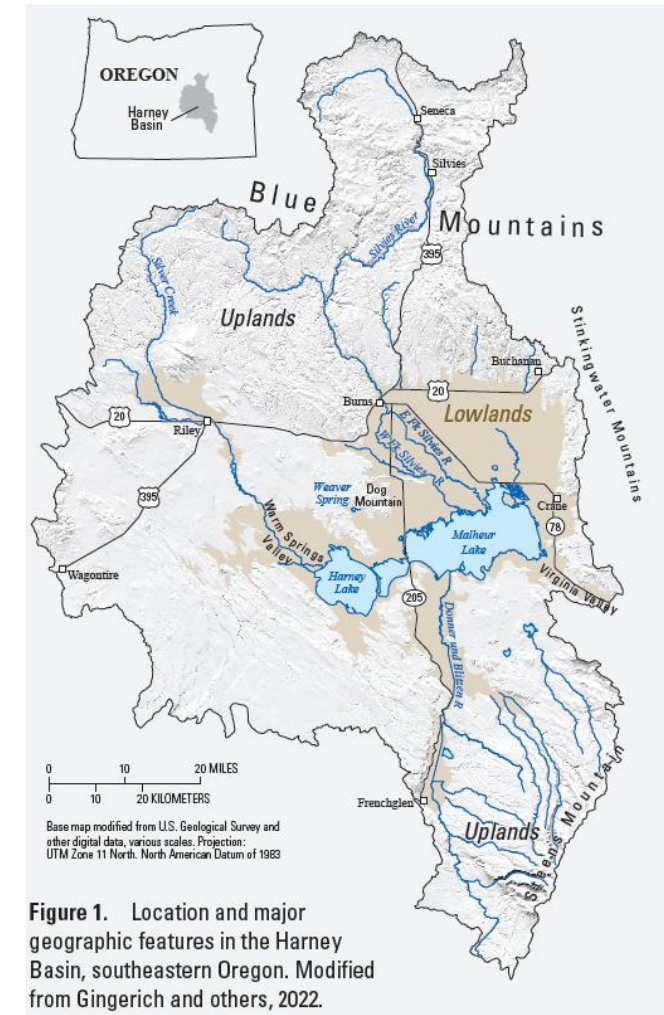 OREGON
Harney
Basin
Seneca
Silvies
Blue
Mountains
Silvies River
395
Silver Creek
Uplands
Stinkingwater Mountains
Buchanan
20
Burns
Lowlands
20
Riley
E Fk Silvies R
W Fk Silvies R
Weaver
Spring
Dog
Mountain
Crane
395
78
Warm Springs
Valley
Malheur
Lake
Wagontire
Harney
Lake
Virginia Valley
205
Donner und Blitzen R
0 10 20 MILES
0 10 20 KILOMETERS
Frenchglen
Uplands
Steens Mountain
Base map modified from U.S. Geological Survey and
other digital data, various scales. Projection:
UTM Zone 11 North. North American Datum of 1983
Figure 1. Location and major
geographic features in the Harney
Basin, southeastern Oregon. Modified
from Gingerich and others, 2022.